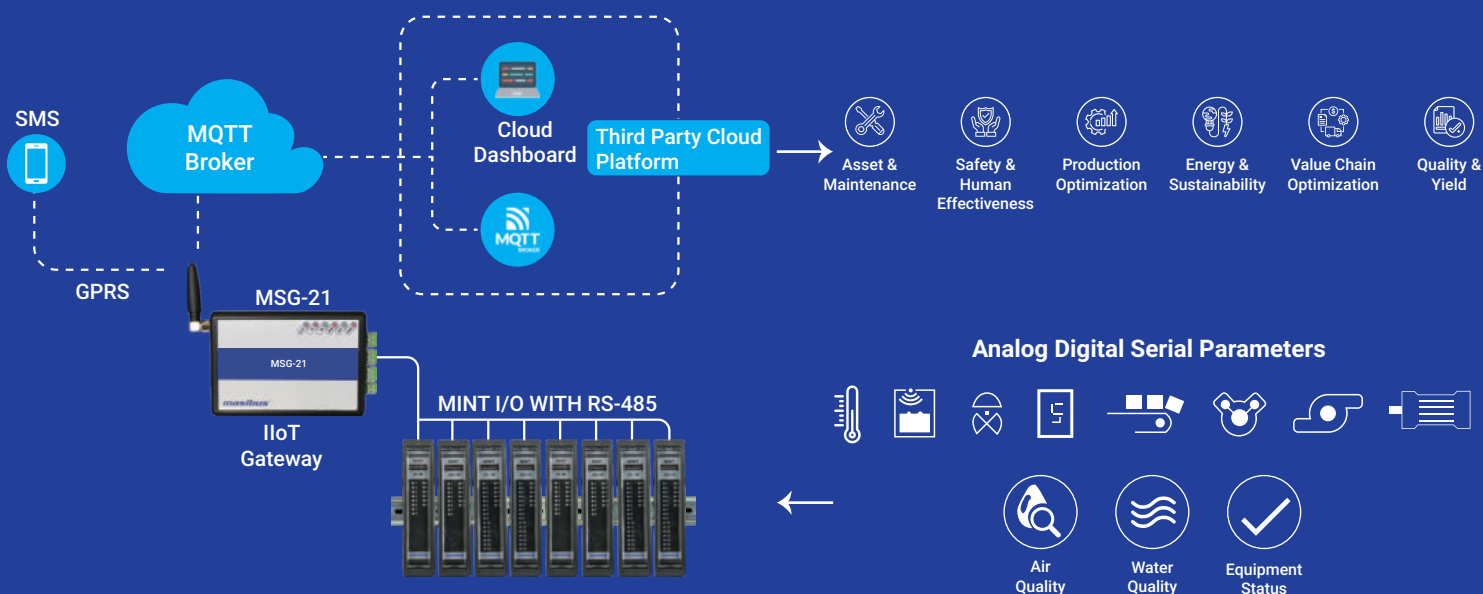 SMS
MQTT
Broker
Cloud
Dashboard
Third Party Cloud
Platform
MQTT
BROKER
Asset &
Maintenance
Safety &
Human
Effectiveness
Production
Optimization
Energy &
Sustainability
Value Chain
Optimization
Quality &
Yield
GPRS
MSG-21
MSG-21
masibus
IIoT
Gateway
MINT I/O WITH RS-485
Analog Digital Serial Parameters
Air
Quality
Water
Quality
Equipment
Status